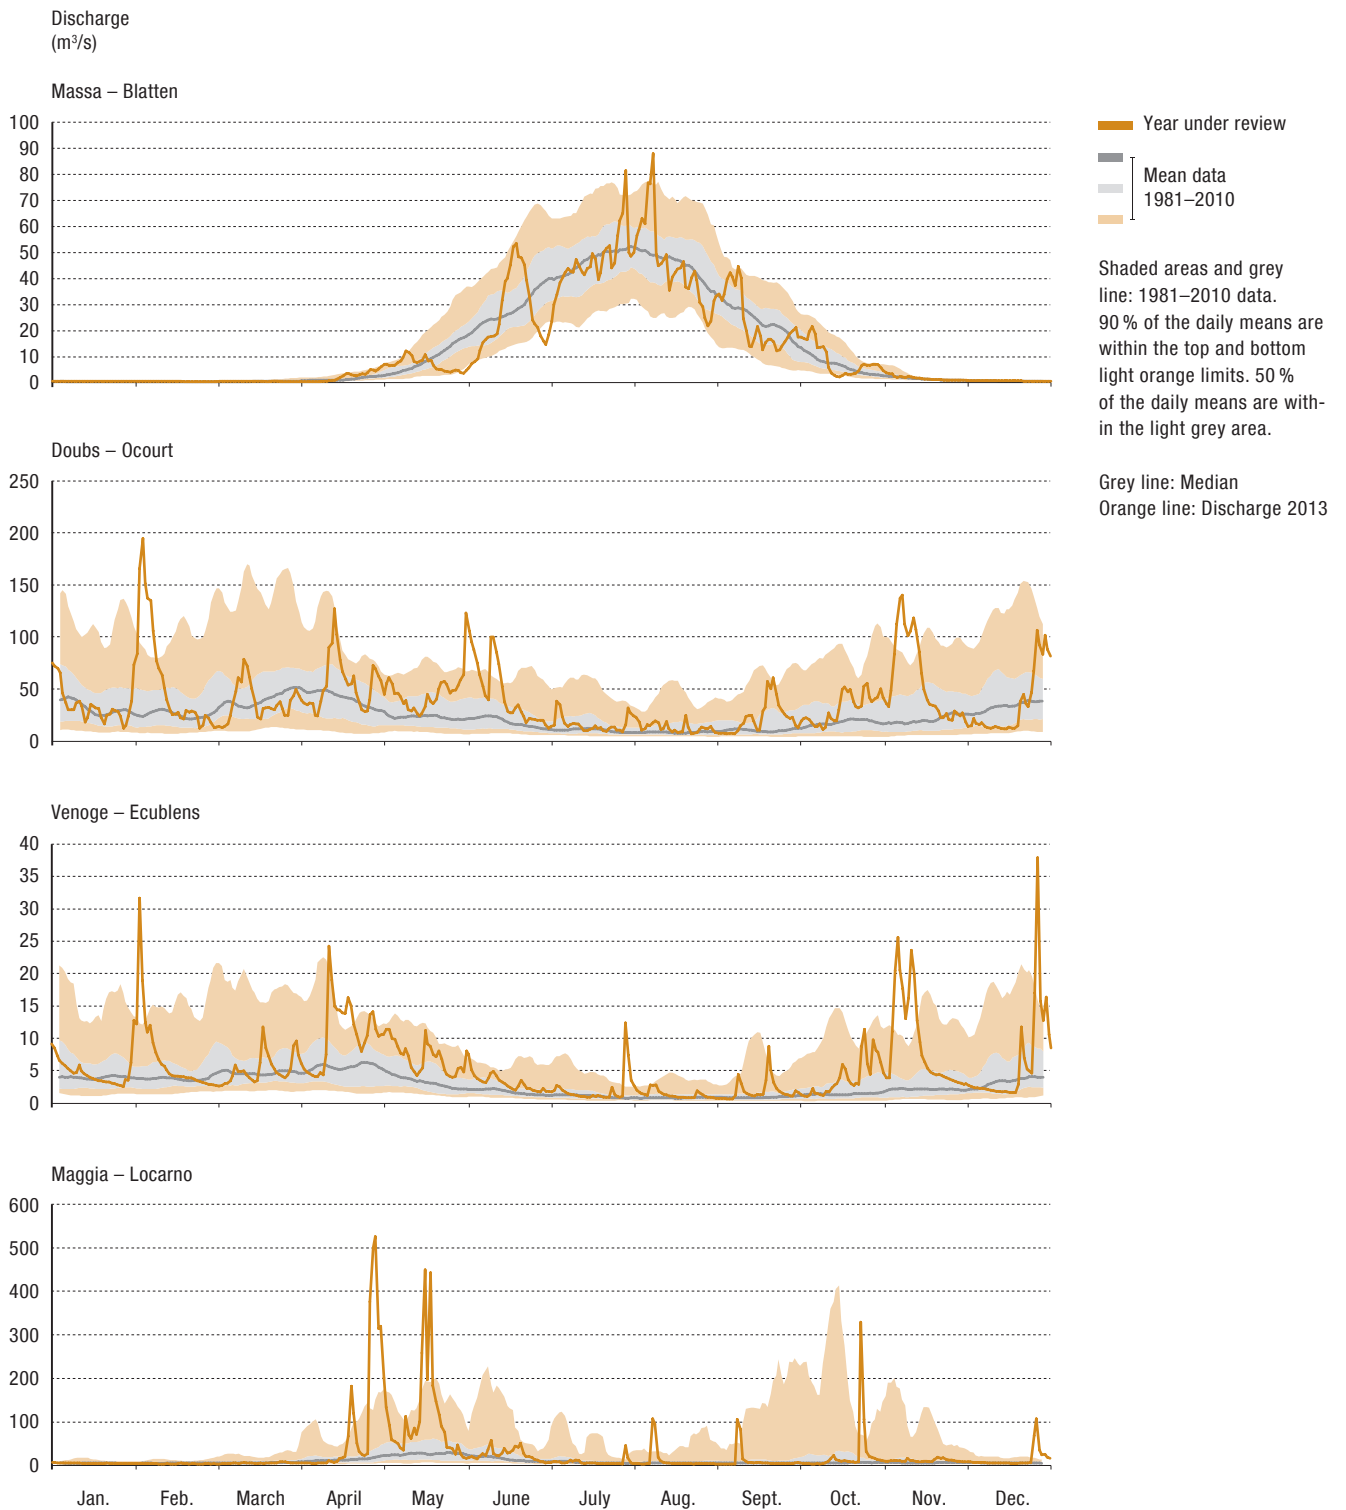 Discharge
(m³/s)
Massa – Blatten
100
90
80
70
60
50
40
30
20
10
0
Year under review
Mean data
1981–2010
Shaded areas and grey
line: 1981–2010 data.
90 % of the daily means are
within the top and bottom
light orange limits. 50 %
of the daily means are with-
in the light grey area.
Grey line: Median
Orange line: Discharge 2013
Doubs – Ocourt
250
200
150
100
50
0
Venoge – Ecublens
40
35
30
25
20
15
10
5
0
Maggia – Locarno
600
500
400
300
200
100
0
Jan. Feb. March April May June July Aug. Sept. Oct. Nov. Dec.